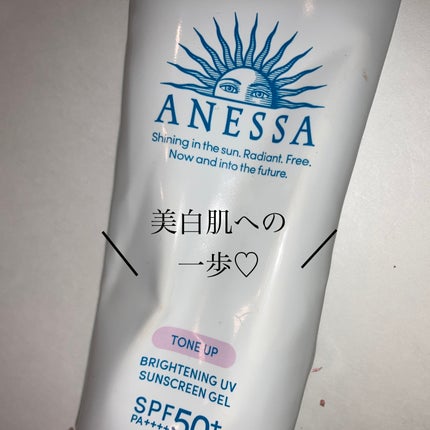 ANESSA
Shining in the sun. Radiant. Free.
Now and into the future.
美白肌への
一歩♡
TONE UP
BRIGHTENING UV
SUNSCREEN GEL
SPF50+
PA++++